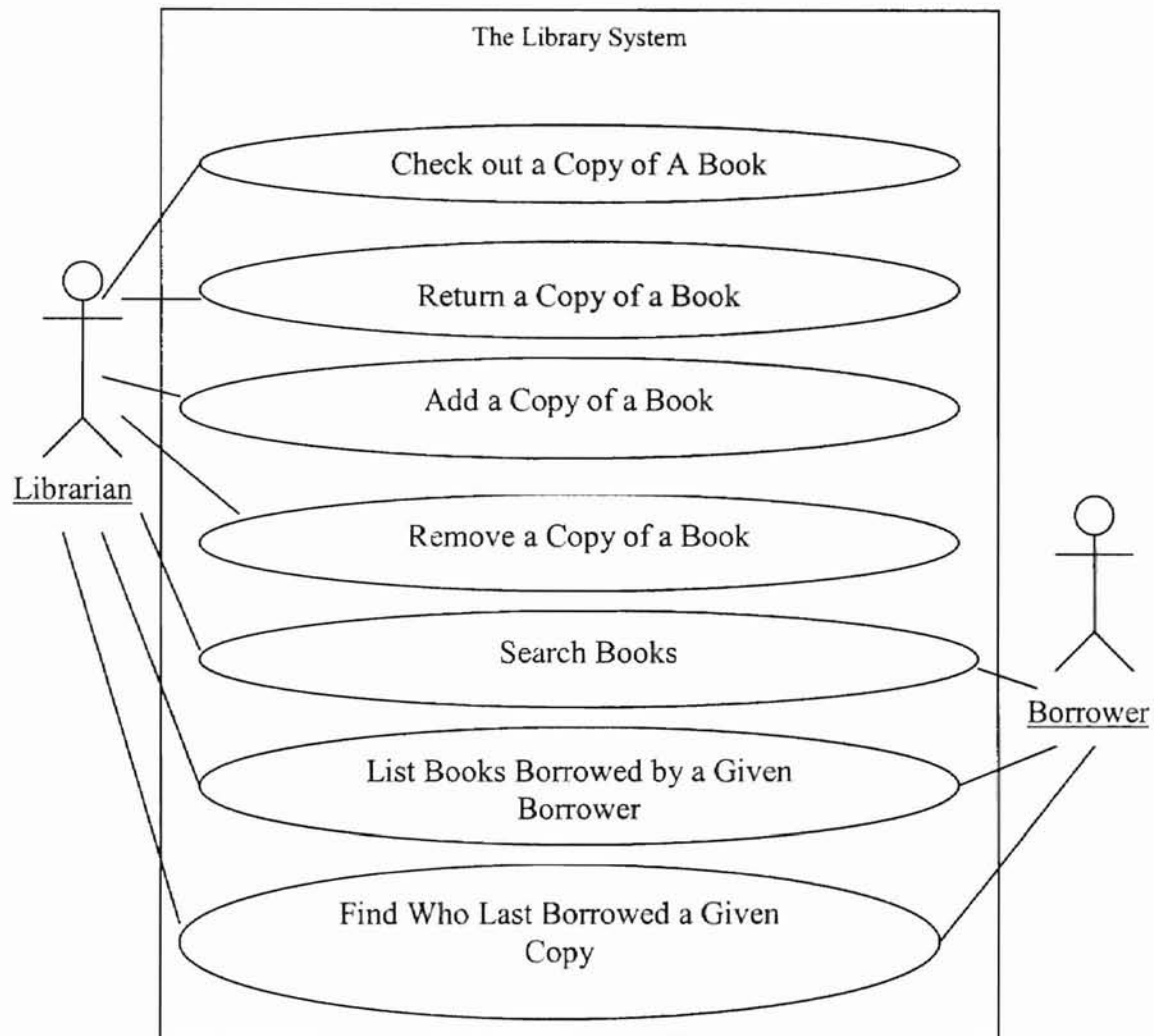 The Library System
Check out a Copy of A Book
Return a Copy of a Book
Add a Copy of a Book
Librarian
Remove a Copy of a Book
Search Books
Borrower
List Books Borrowed by a Given
Borrower
Find Who Last Borrowed a Given
Copy